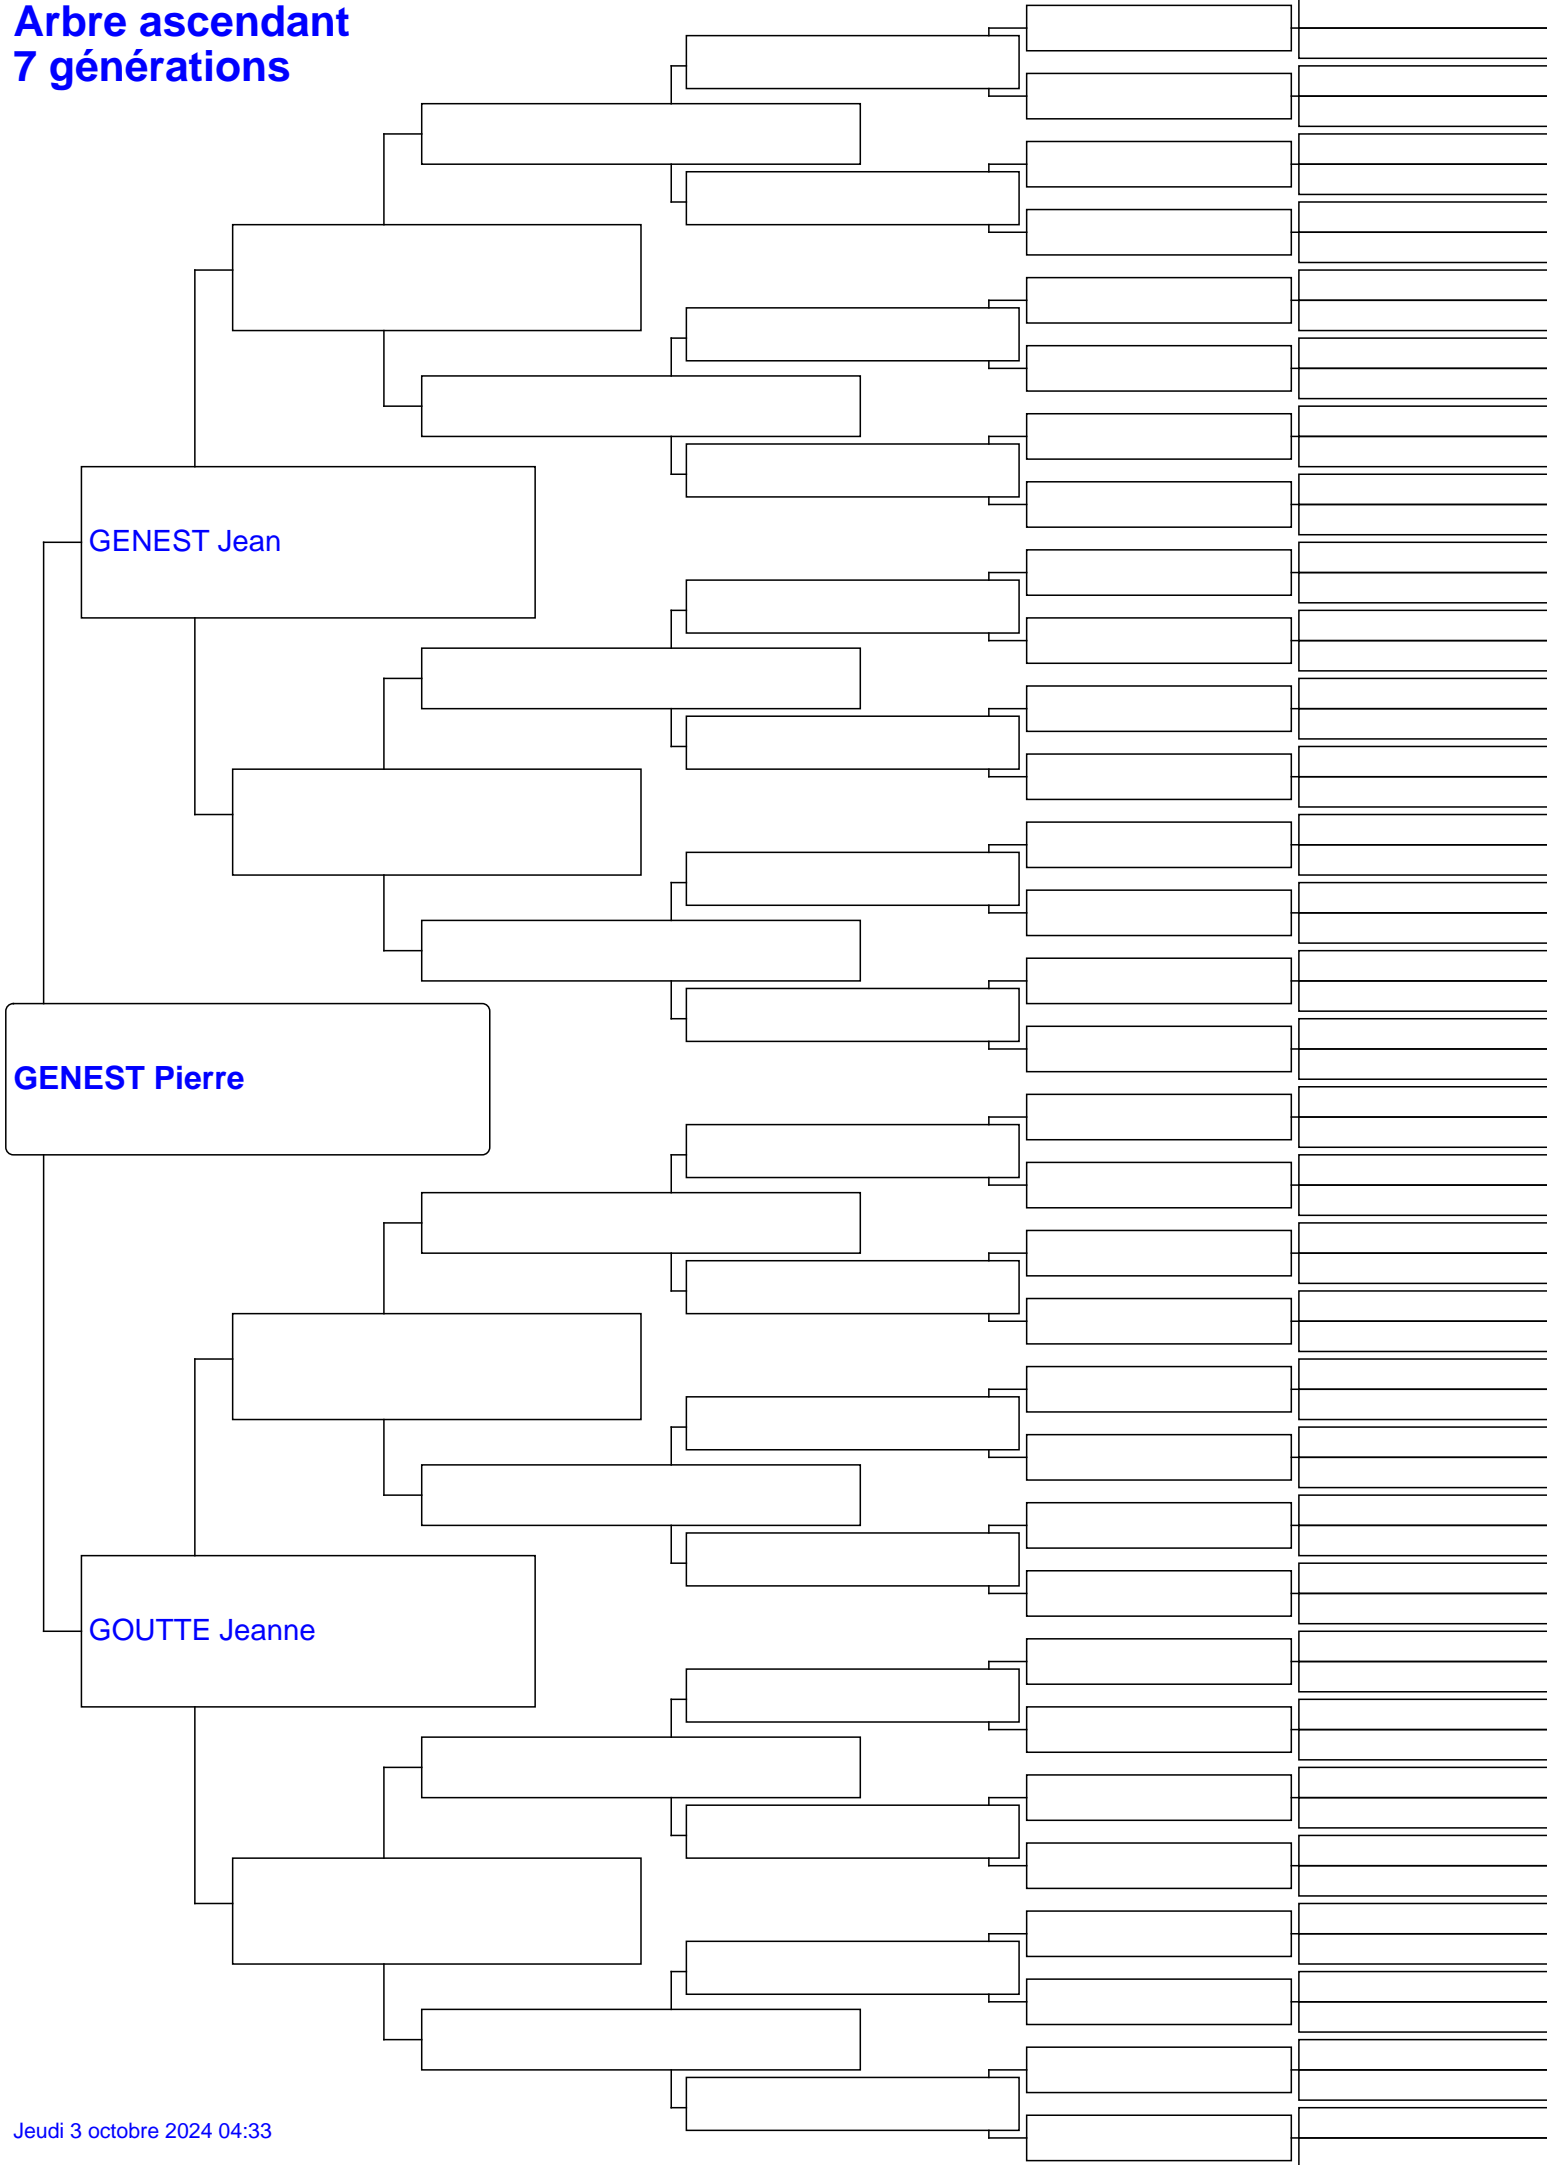 Arbre ascendant
7 générations
GENEST Jean
GENEST Pierre
GOUTTE Jeanne
Jeudi 3 octobre 2024 04:33